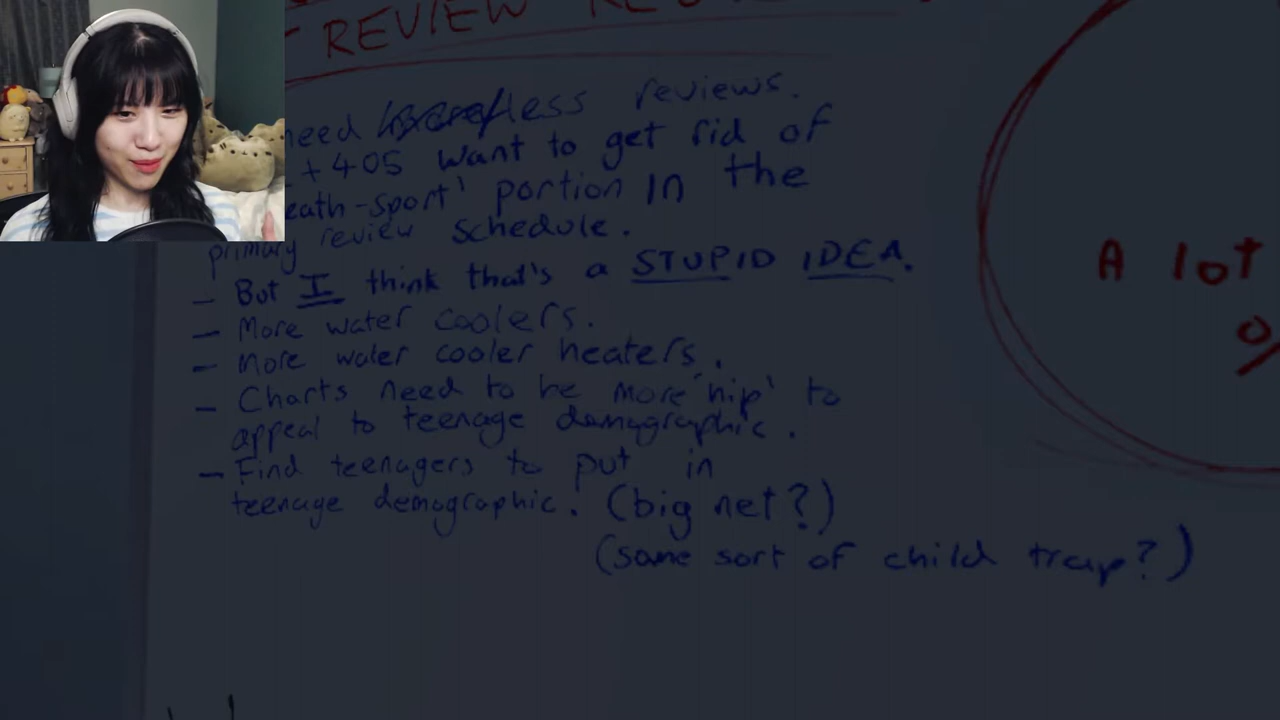 REVIEW
need less reviews.
+ 405 want to get rid of
eath-sport' portion in the
primary review schedule.
- But I think that's a STUPID IDEA.
- More water coolers.
- More water cooler heaters.
- Charts need to be more 'hip' to
appeal to teenage demographic.
- Find teenagers to put in
teenage demographic. (big net?)
(some sort of child trap?)
A lot